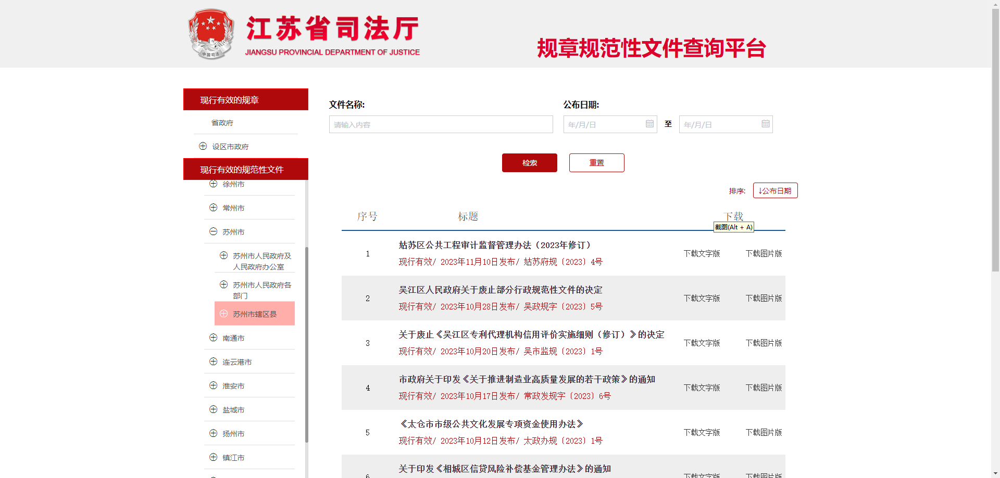 江苏省司法厅
JIANGSU PROVINCIAL DEPARTMENT OF JUSTICE
中国司法
规章规范性文件查询平台
现行有效的规章
省政府
设区市政府
现行有效的规范性文件
徐州市
常州市
苏州市
苏州市人民政府及
人民政府办公室
苏州市人民政府各
部门
苏州市辖区县
南通市
连云港市
淮安市
盐城市
扬州市
镇江市
文件名称:
请输入内容
公布日期:
年/月/日 至 年/月/日
检索 重置
排序: ↓公布日期
序号 标题 下载
截图(Alt + A)
1 姑苏区公共工程审计监督管理办法（2023年修订） 下载文字版 下载图片版
现行有效/ 2023年11月10日发布/ 姑苏府规〔2023〕4号
2 吴江区人民政府关于废止部分行政规范性文件的决定 下载文字版 下载图片版
现行有效/ 2023年10月28日发布/ 吴政规字〔2023〕5号
3 关于废止《吴江区专利代理机构信用评价实施细则（修订）》的决定 下载文字版 下载图片版
现行有效/ 2023年10月20日发布/ 吴市监规〔2023〕1号
4 市政府关于印发《关于推进制造业高质量发展的若干政策》的通知 下载文字版 下载图片版
现行有效/ 2023年10月17日发布/ 常政发规字〔2023〕6号
5 《太仓市市级公共文化发展专项资金使用办法》 下载文字版 下载图片版
现行有效/ 2023年10月12日发布/ 太政办规〔2023〕1号
6 关于印发《相城区信贷风险补偿基金管理办法》的通知 下载文字版 下载图片版